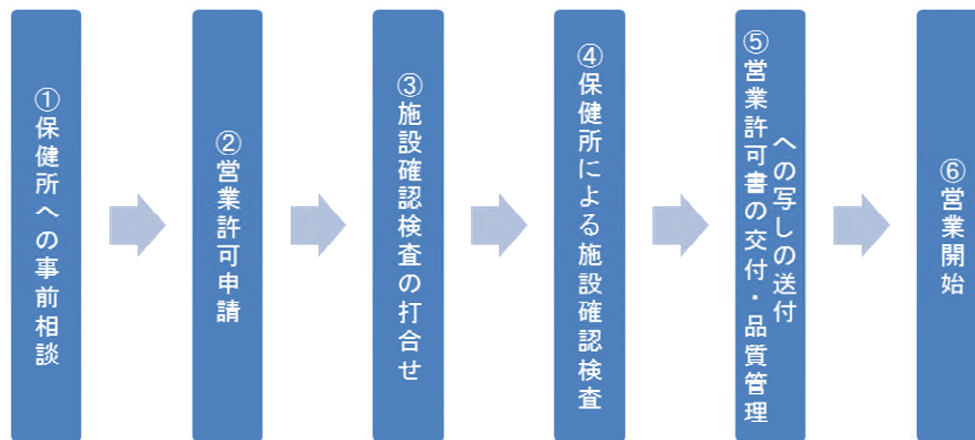 ①保健所への事前相談
②営業許可申請
③施設確認検査の打合せ
④保健所による施設確認検査
⑤営業許可書の交付・品質管理
への写しの送付
⑥営業開始